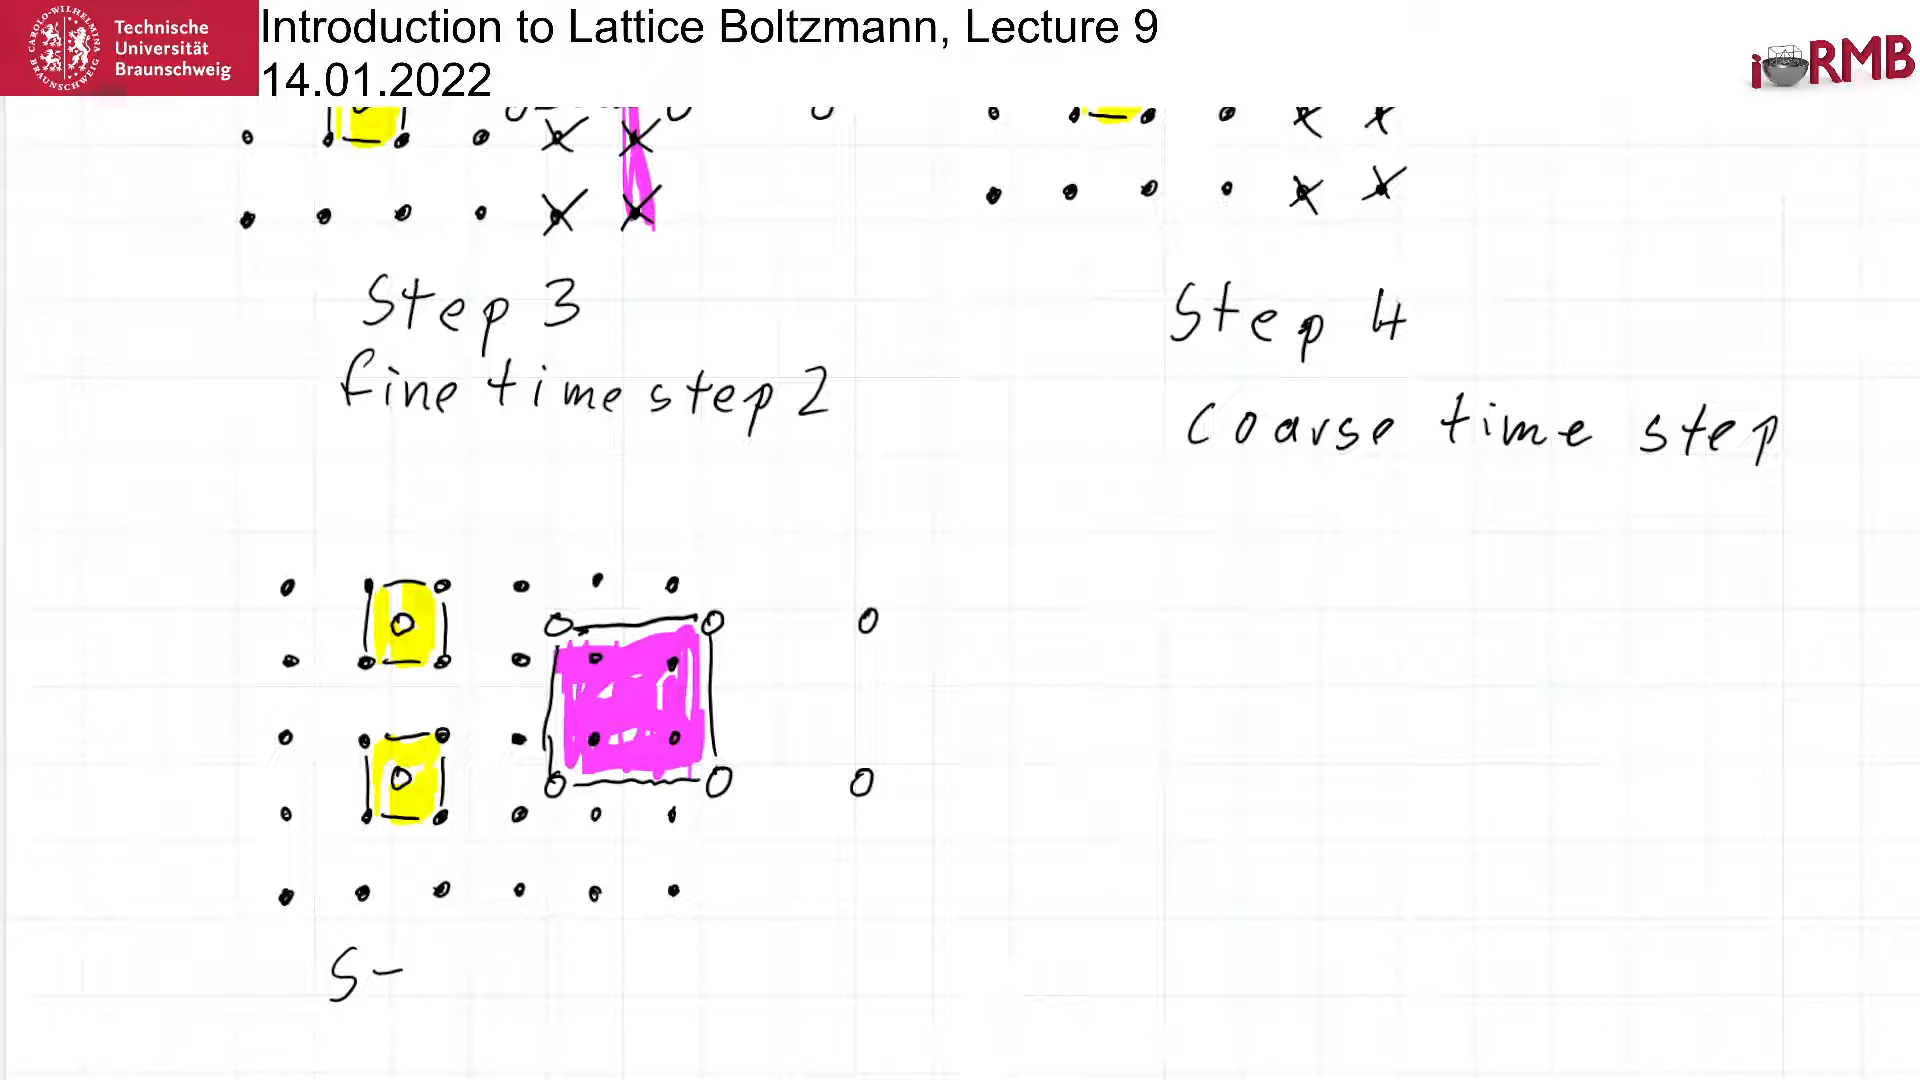 Technische
Universität
Braunschweig
Introduction to Lattice Boltzmann, Lecture 9
14.01.2022
iRMB
Step 3
fine time step 2
Step 4
coarse time step